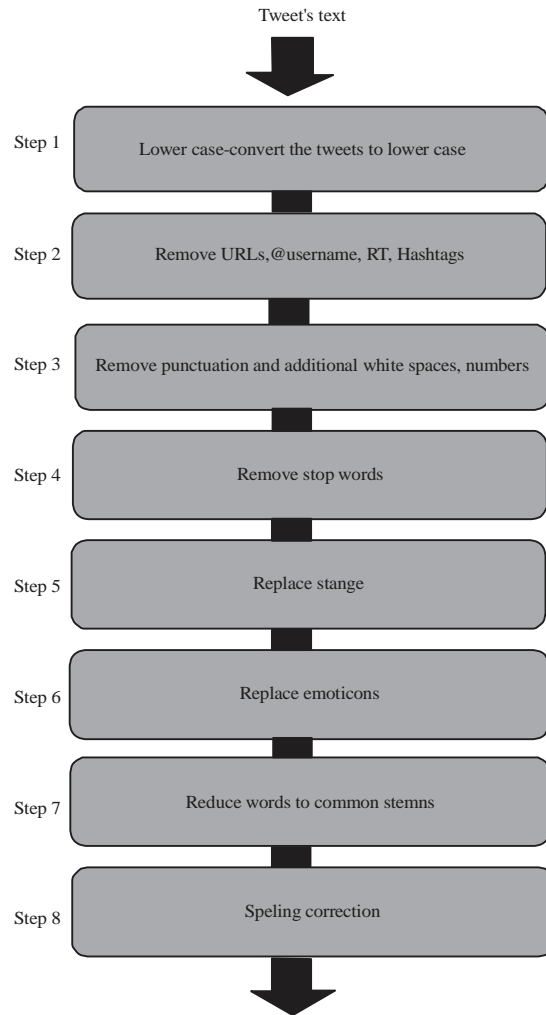 Tweet's text
Step 1
Lower case-convert the tweets to lower case
Step 2
Remove URLs,@username, RT, Hashtags
Step 3
Remove punctuation and additional white spaces, numbers
Step 4
Remove stop words
Step 5
Replace stange
Step 6
Replace emoticons
Step 7
Reduce words to common stemns
Step 8
Speling correction